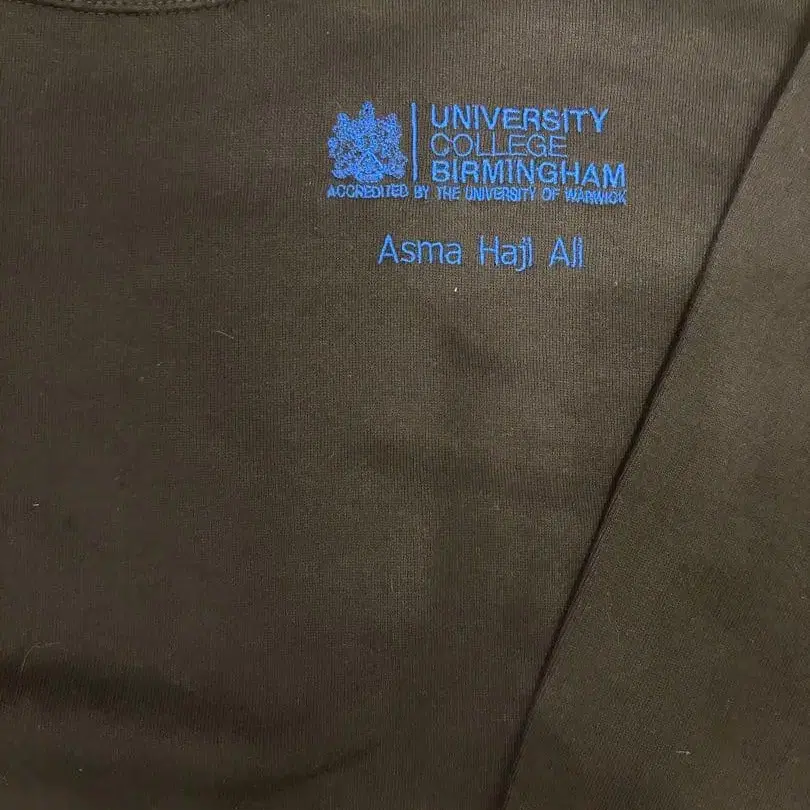 UNIVERSITY
COLLEGE
BIRMINGHAM
ACCREDITED BY THE UNIVERSITY OF WARWICK
Asma Haji Ali